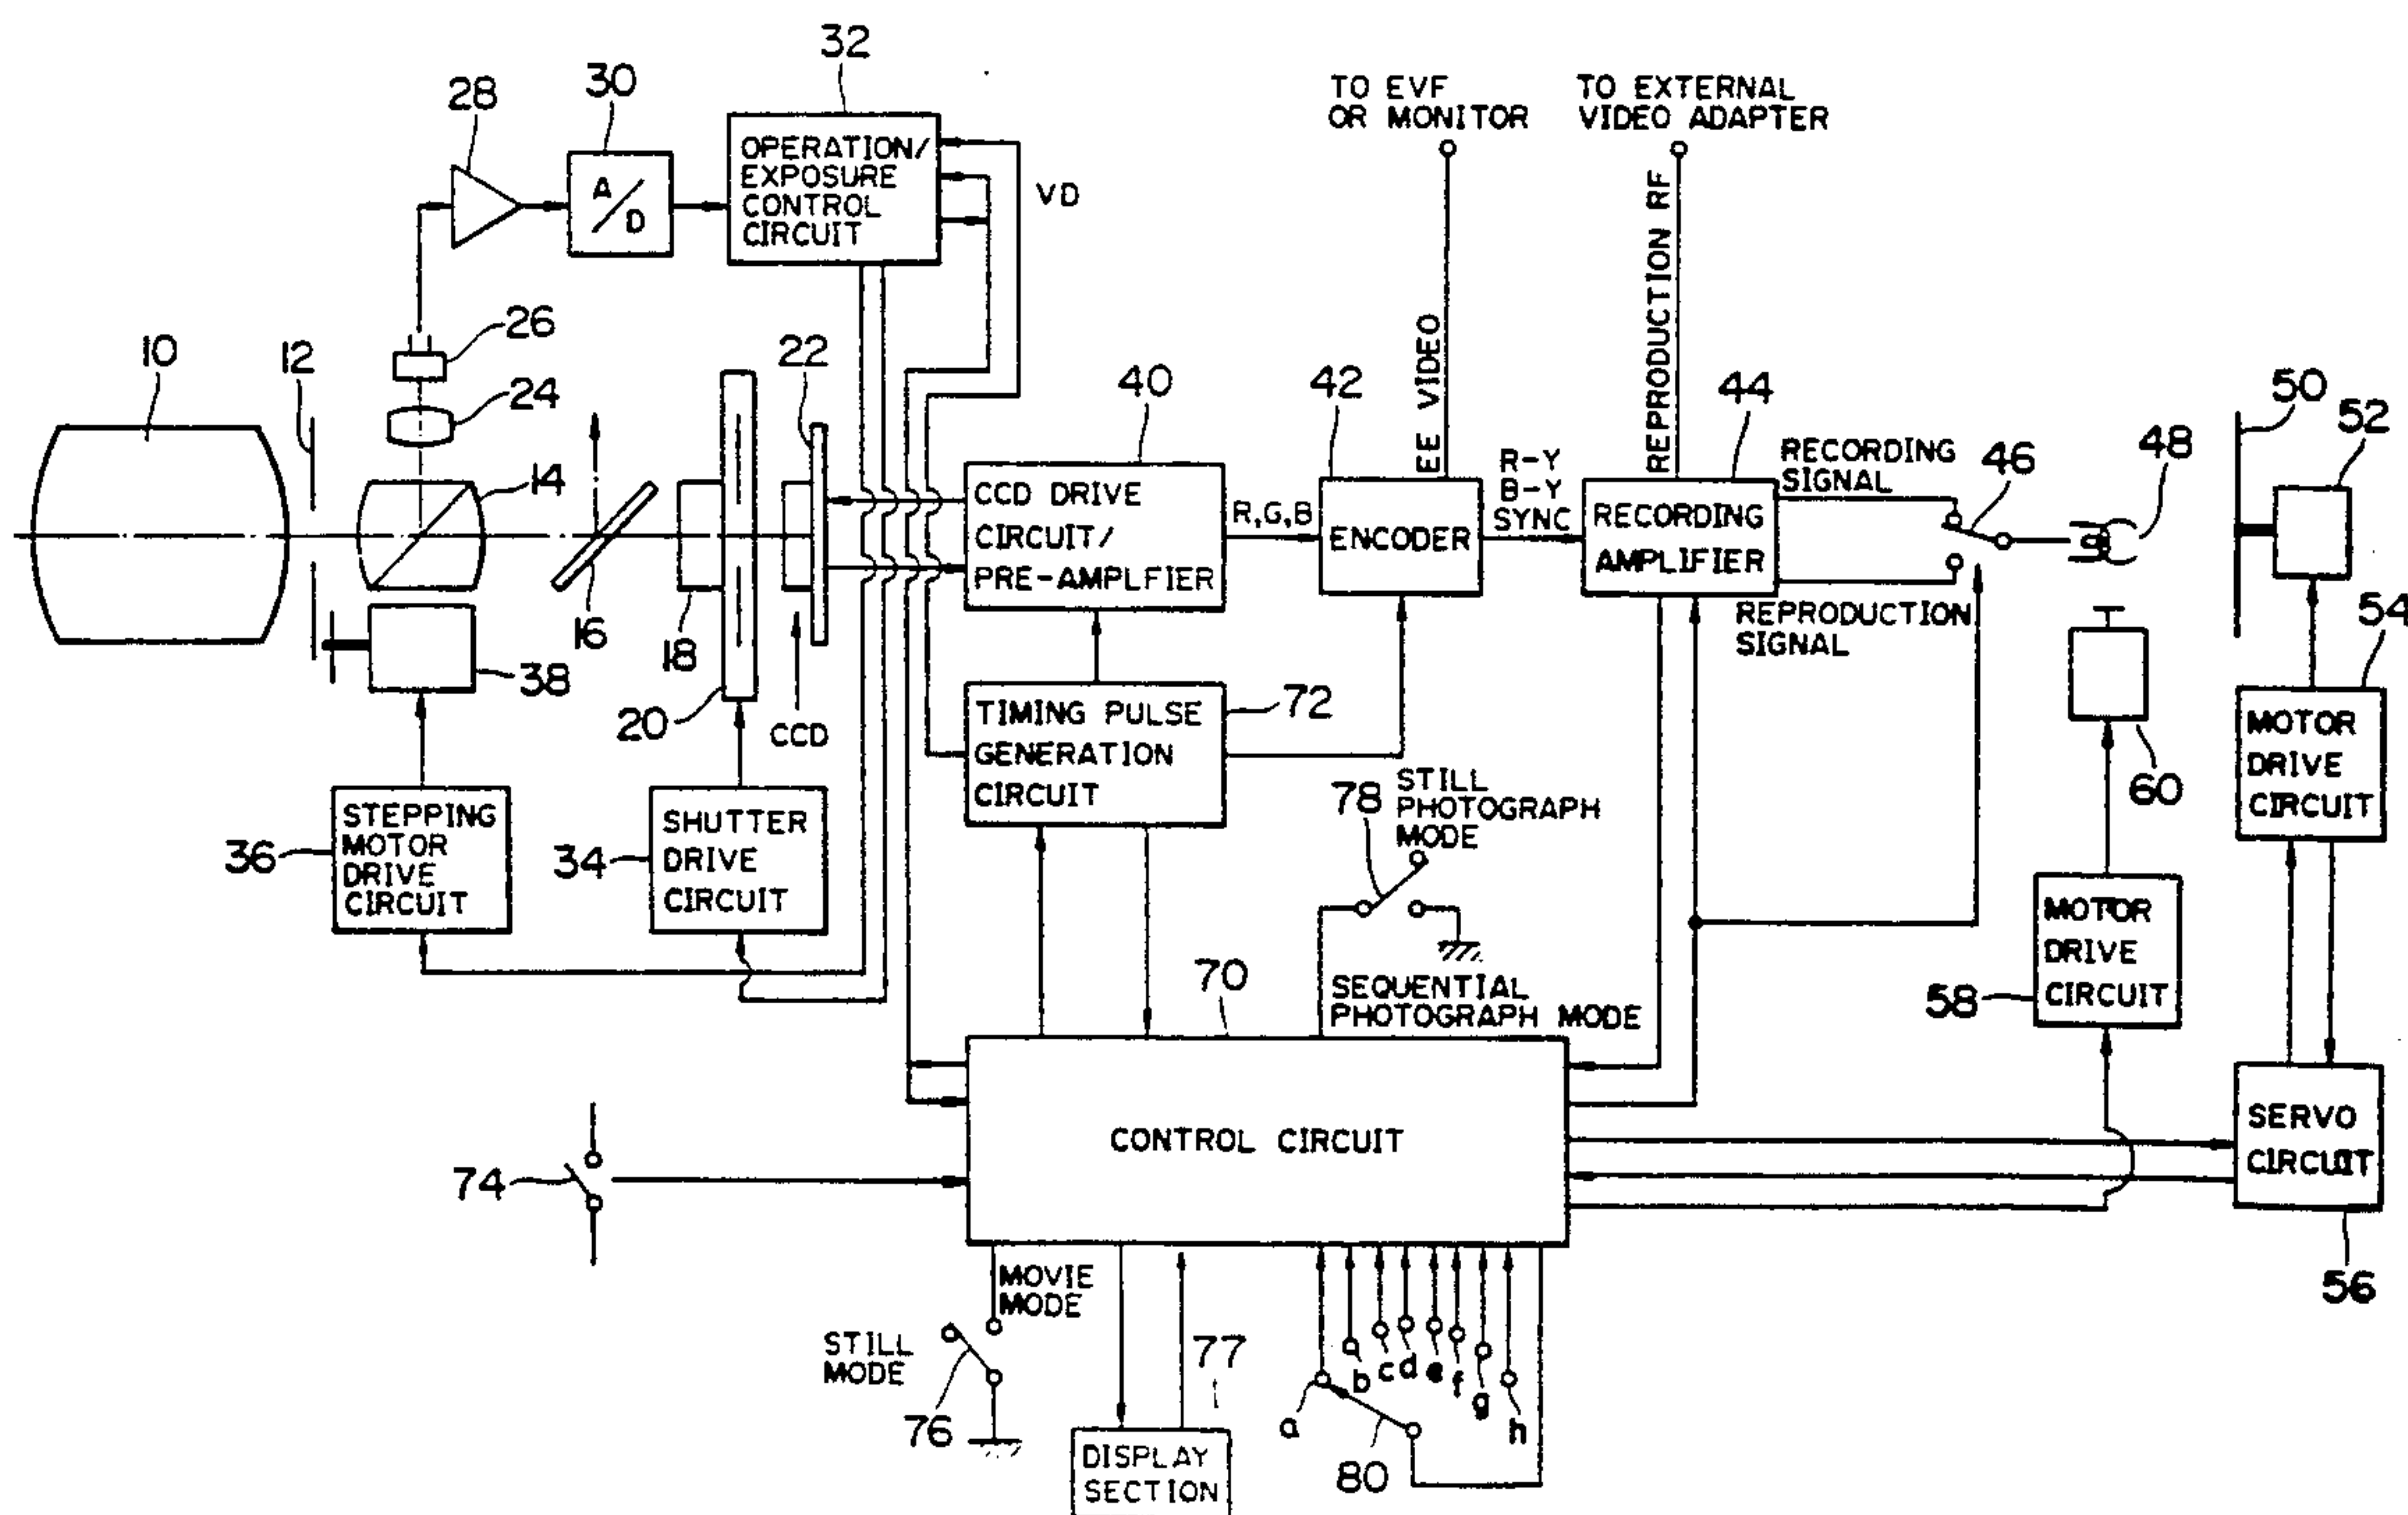 32
28
30
OPERATION/
EXPOSURE
CONTROL
CIRCUIT
A/D
VD
TO EVF
OR MONITOR
TO EXTERNAL
VIDEO ADAPTER
EE VIDEO
REPRODUCTION RF
10
12
26
24
14
16
18
20
22
CCD
38
40
CCD DRIVE
CIRCUIT/
PRE-AMPLFIER
R,G,B
42
ENCODER
R-Y
B-Y
SYNC
44
RECORDING
AMPLIFIER
RECORDING
SIGNAL
REPRODUCTION
SIGNAL
46
48
50
52
54
MOTOR
DRIVE
CIRCUIT
60
36
STEPPING
MOTOR
DRIVE
CIRCUIT
34
SHUTTER
DRIVE
CIRCUIT
TIMING PULSE
GENERATION
CIRCUIT
72
78
STILL
PHOTOGRAPH
MODE
SEQUENTIAL
PHOTOGRAPH MODE
58
MOTOR
DRIVE
CIRCUIT
70
CONTROL CIRCUIT
74
SERVO
CIRCUIT
56
MOVIE
MODE
STILL
MODE
76
77
DISPLAY
SECTION
a
b
c
d
e
f
g
h
80